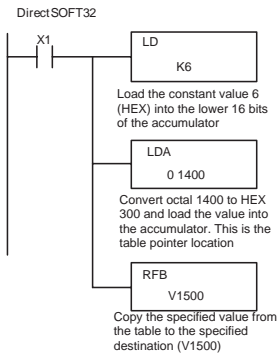 DirectSOFT32
X1
LD
K6
Load the constant value 6
(HEX) into the lower 16 bits
of the accumulator
LDA
0 1400
Convert octal 1400 to HEX
300 and load the value into
the accumulator. This is the
table pointer location
RFB
V1500
Copy the specified value from
the table to the specified
destination (V1500)